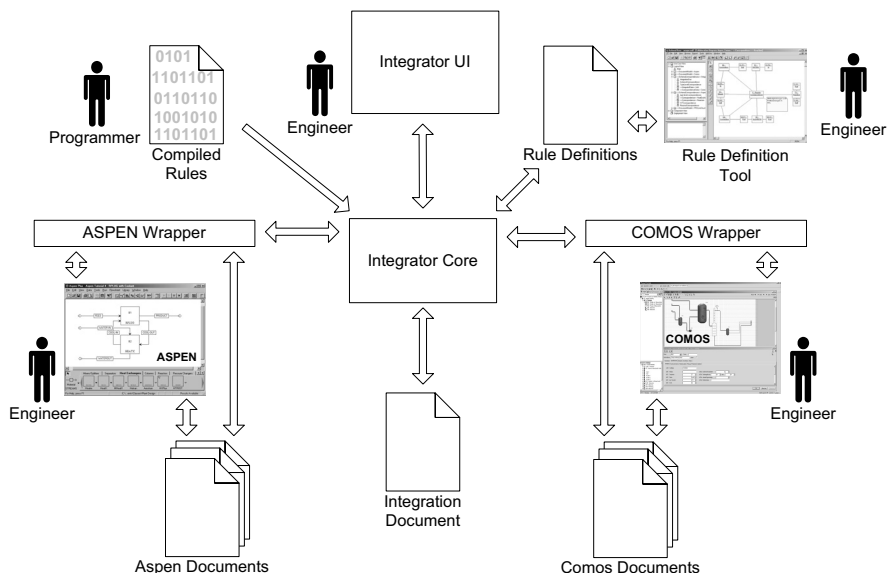 0101
1101101
0110110
1001010
1101101
Programmer
Compiled
Rules
Engineer
Integrator UI
Rule Definitions
Rule Definition
Tool
Engineer
ASPEN Wrapper
Integrator Core
COMOS Wrapper
ASPEN
Engineer
COMOS
Engineer
Integration
Document
Aspen Documents
Comos Documents